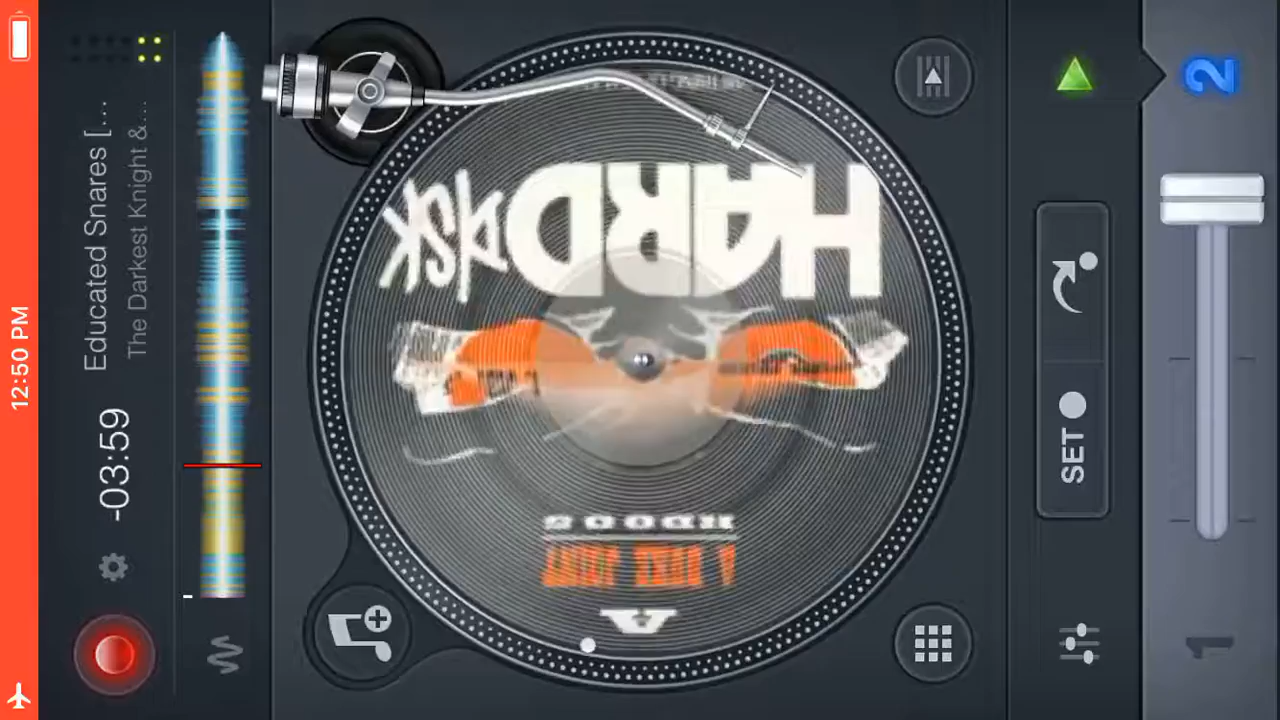 12:50 PM
Educated Snares [...
The Darkest Knight &...
-03:59
HARD
SET
1
2
A